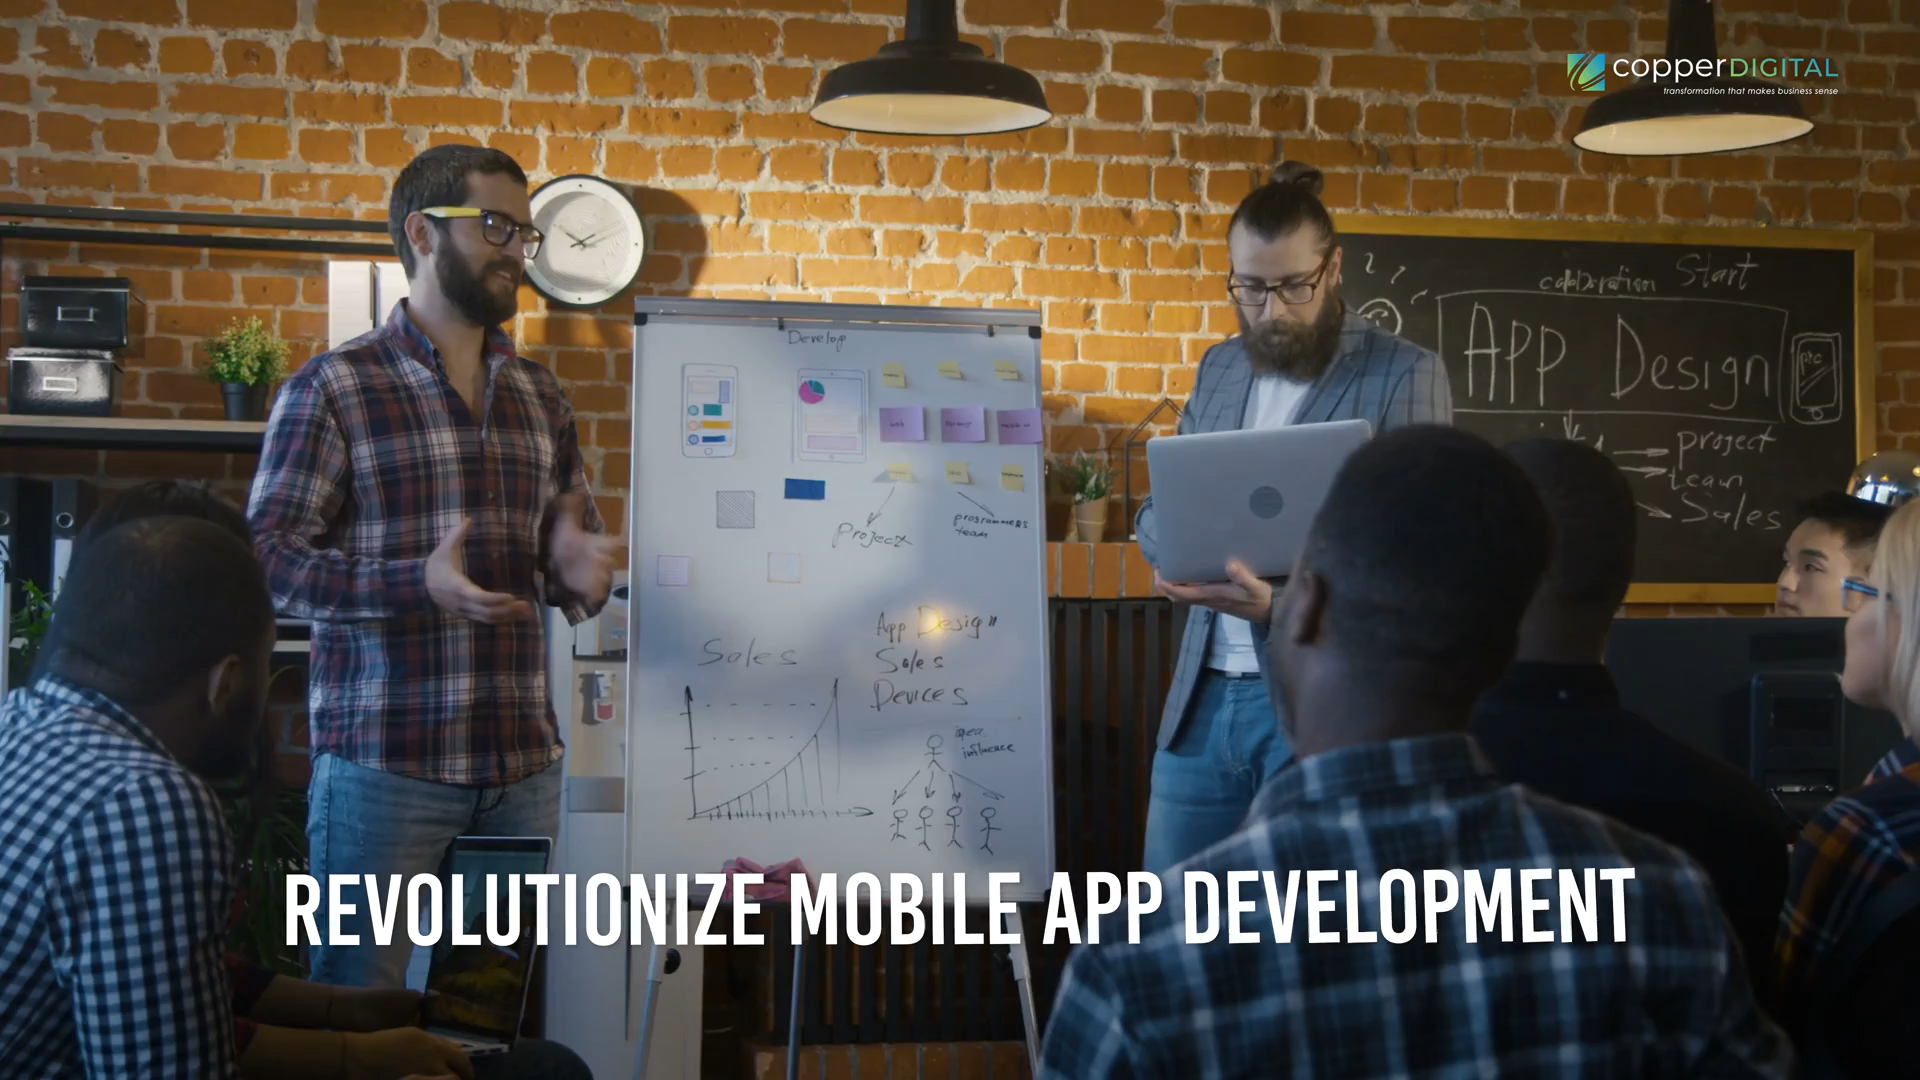 copperDIGITAL
transformation that makes business sense
Develop
Project
programmers
team
Sales
App Design
Sales
Devices
idea,
influence
collaboration Start
APP Design
pic
project
team
Sales
REVOLUTIONIZE MOBILE APP DEVELOPMENT